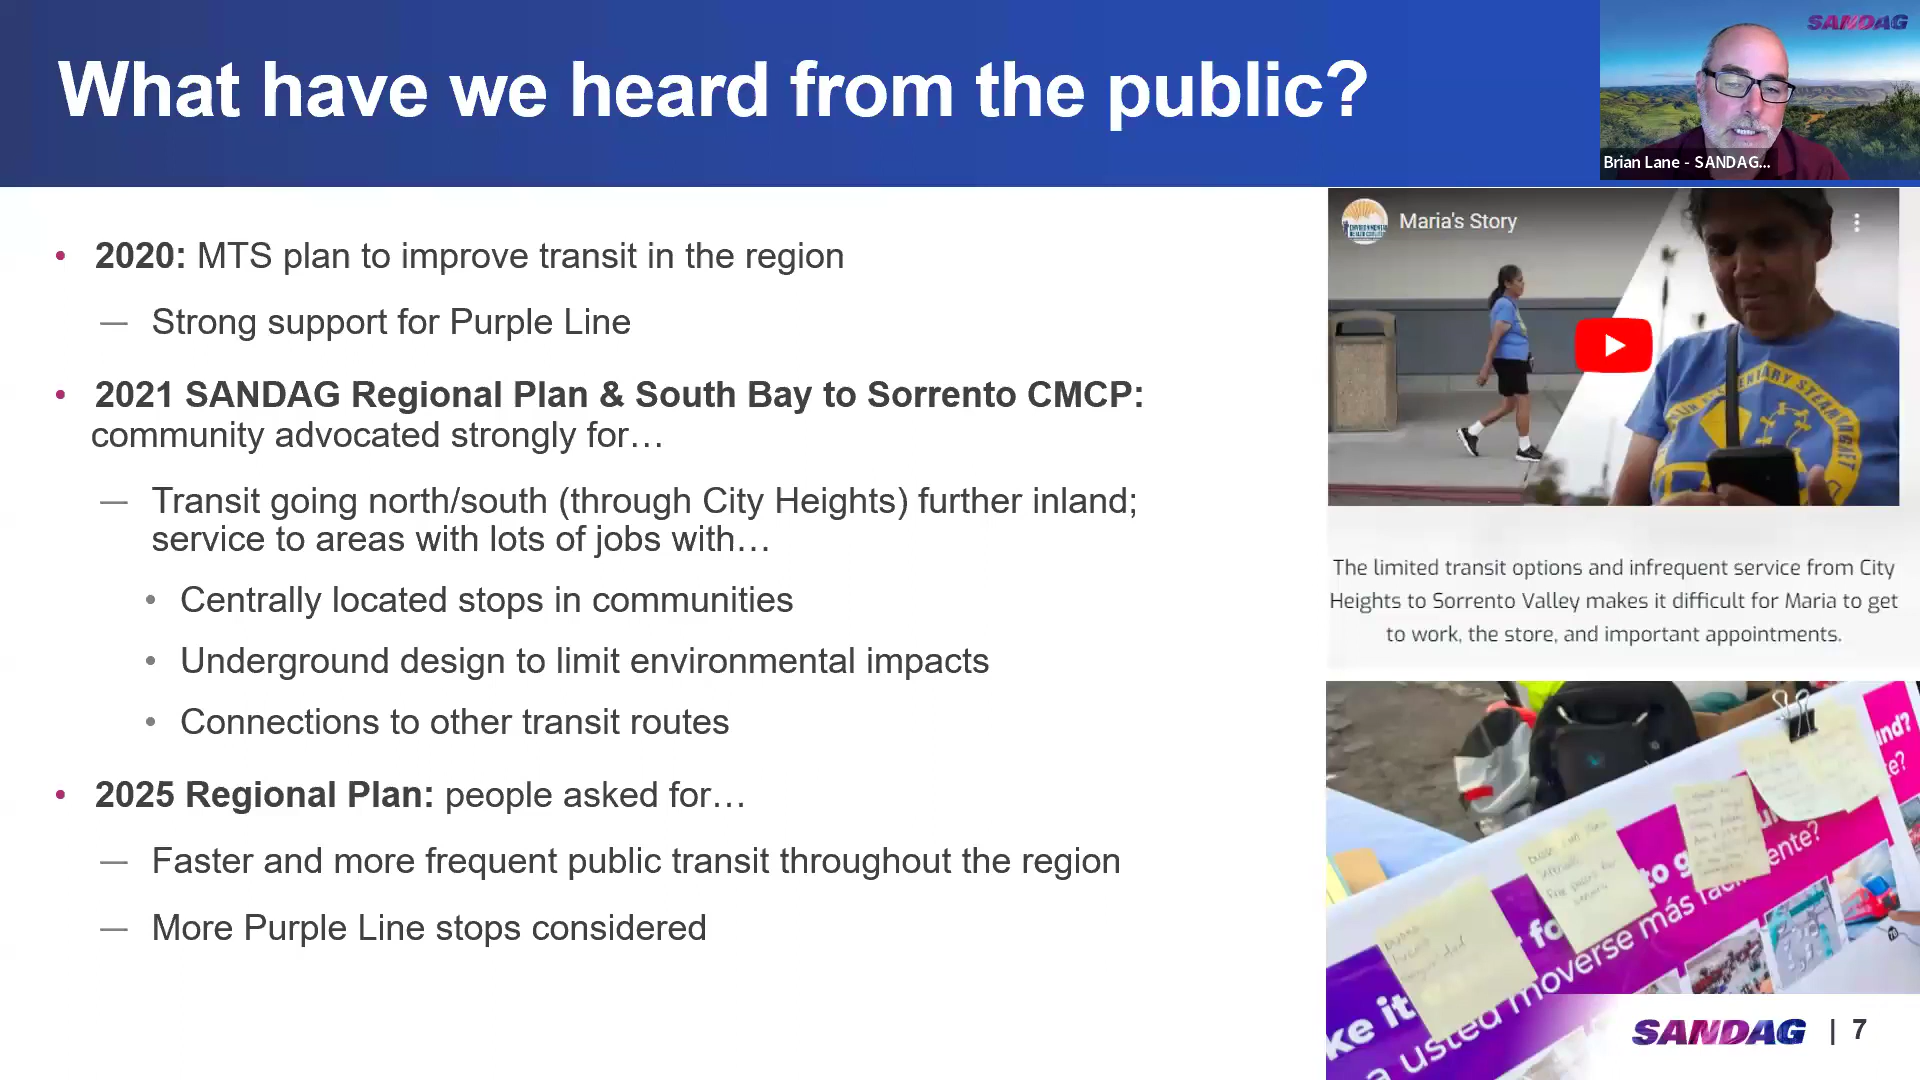 What have we heard from the public?
SANDAG
Brian Lane - SANDAG...
• 2020: MTS plan to improve transit in the region
— Strong support for Purple Line
• 2021 SANDAG Regional Plan & South Bay to Sorrento CMCP:
community advocated strongly for…
— Transit going north/south (through City Heights) further inland;
service to areas with lots of jobs with…
• Centrally located stops in communities
• Underground design to limit environmental impacts
• Connections to other transit routes
• 2025 Regional Plan: people asked for…
— Faster and more frequent public transit throughout the region
— More Purple Line stops considered
Maria's Story
The limited transit options and infrequent service from City
Heights to Sorrento Valley makes it difficult for Maria to get
to work, the store, and important appointments.
moverse más
SANDAG | 7